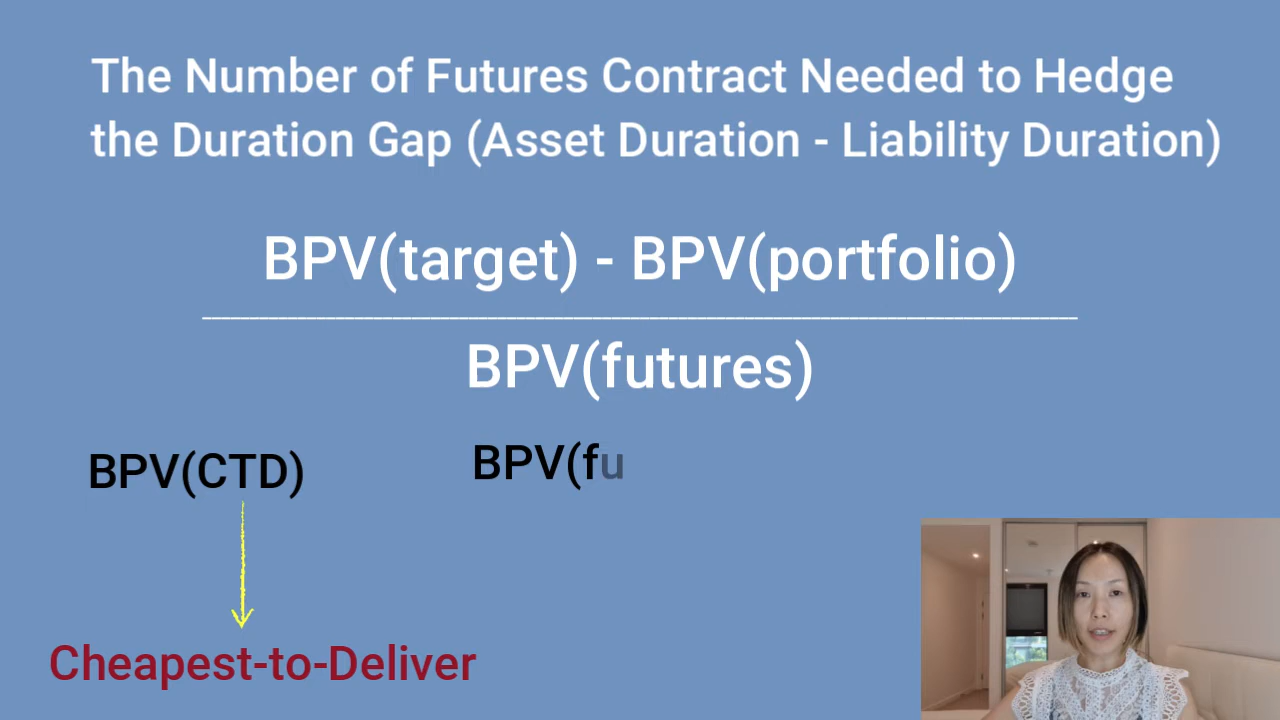 The Number of Futures Contract Needed to Hedge
the Duration Gap (Asset Duration - Liability Duration)
BPV(target) - BPV(portfolio)
BPV(futures)
BPV(CTD)
BPV(fu
Cheapest-to-Deliver